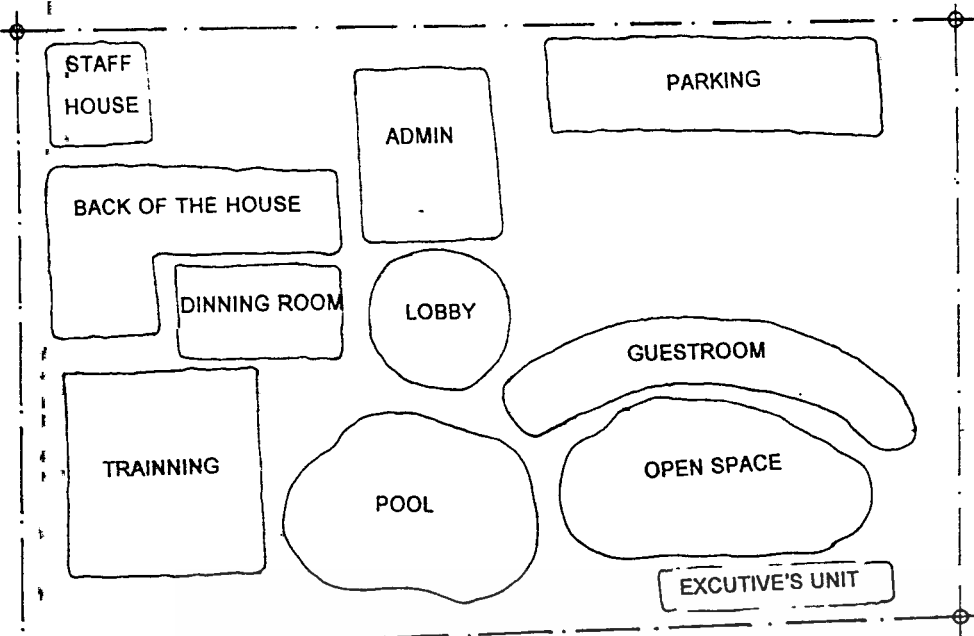 STAFF
HOUSE
PARKING
ADMIN
BACK OF THE HOUSE
DINNING ROOM
LOBBY
GUESTROOM
TRAINNING
POOL
OPEN SPACE
EXCUTIVE'S UNIT